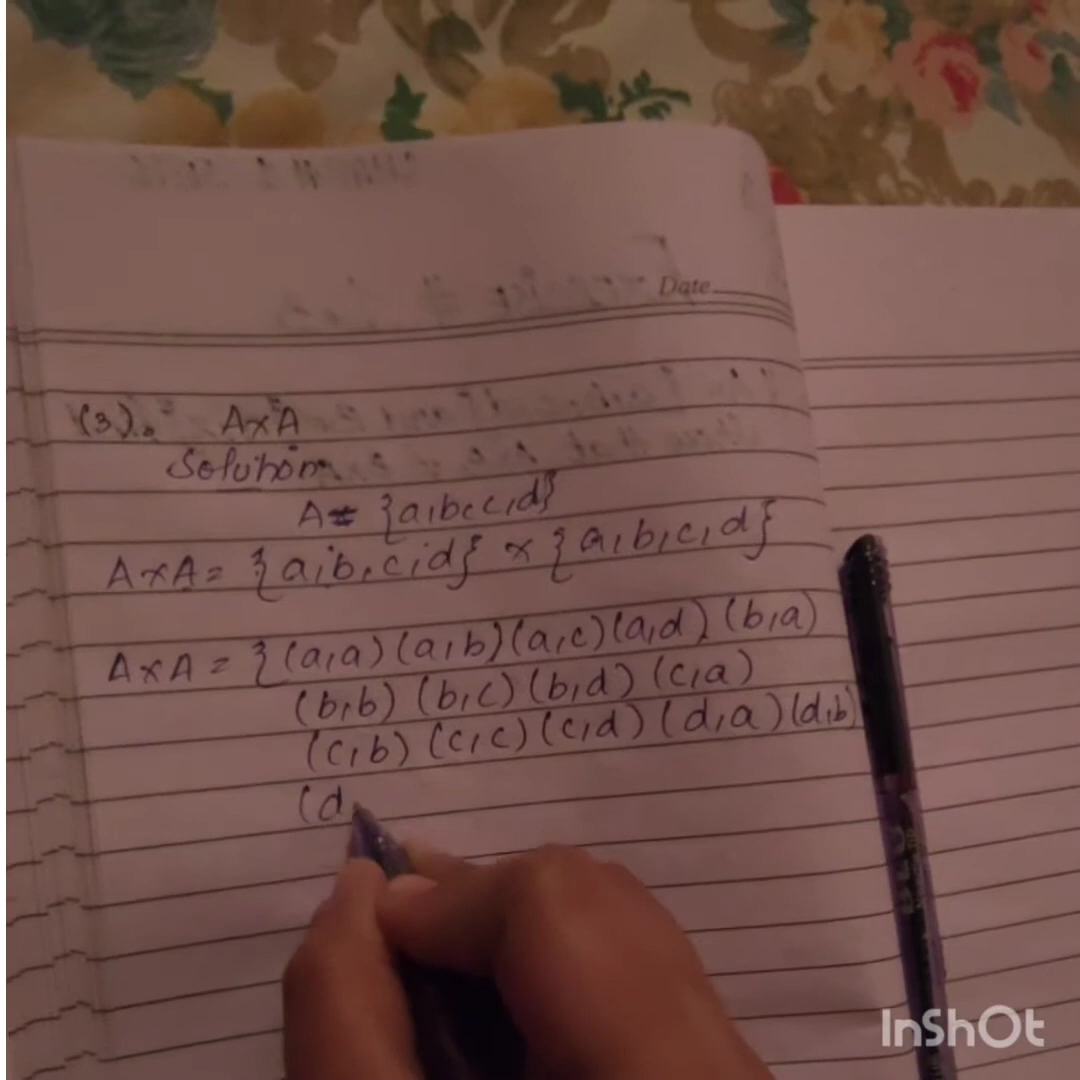 Date
(3). A×A
Solution
A= {a,b,c,d}
A×A= {a,b,c,d} × {a,b,c,d}
A×A = {(a,a)(a,b)(a,c)(a,d) (b,a)
(b,b) (b,c) (b,d) (c,a)
(c,b) (c,c) (c,d) (d,a)(d,b)
(d,
InShOt